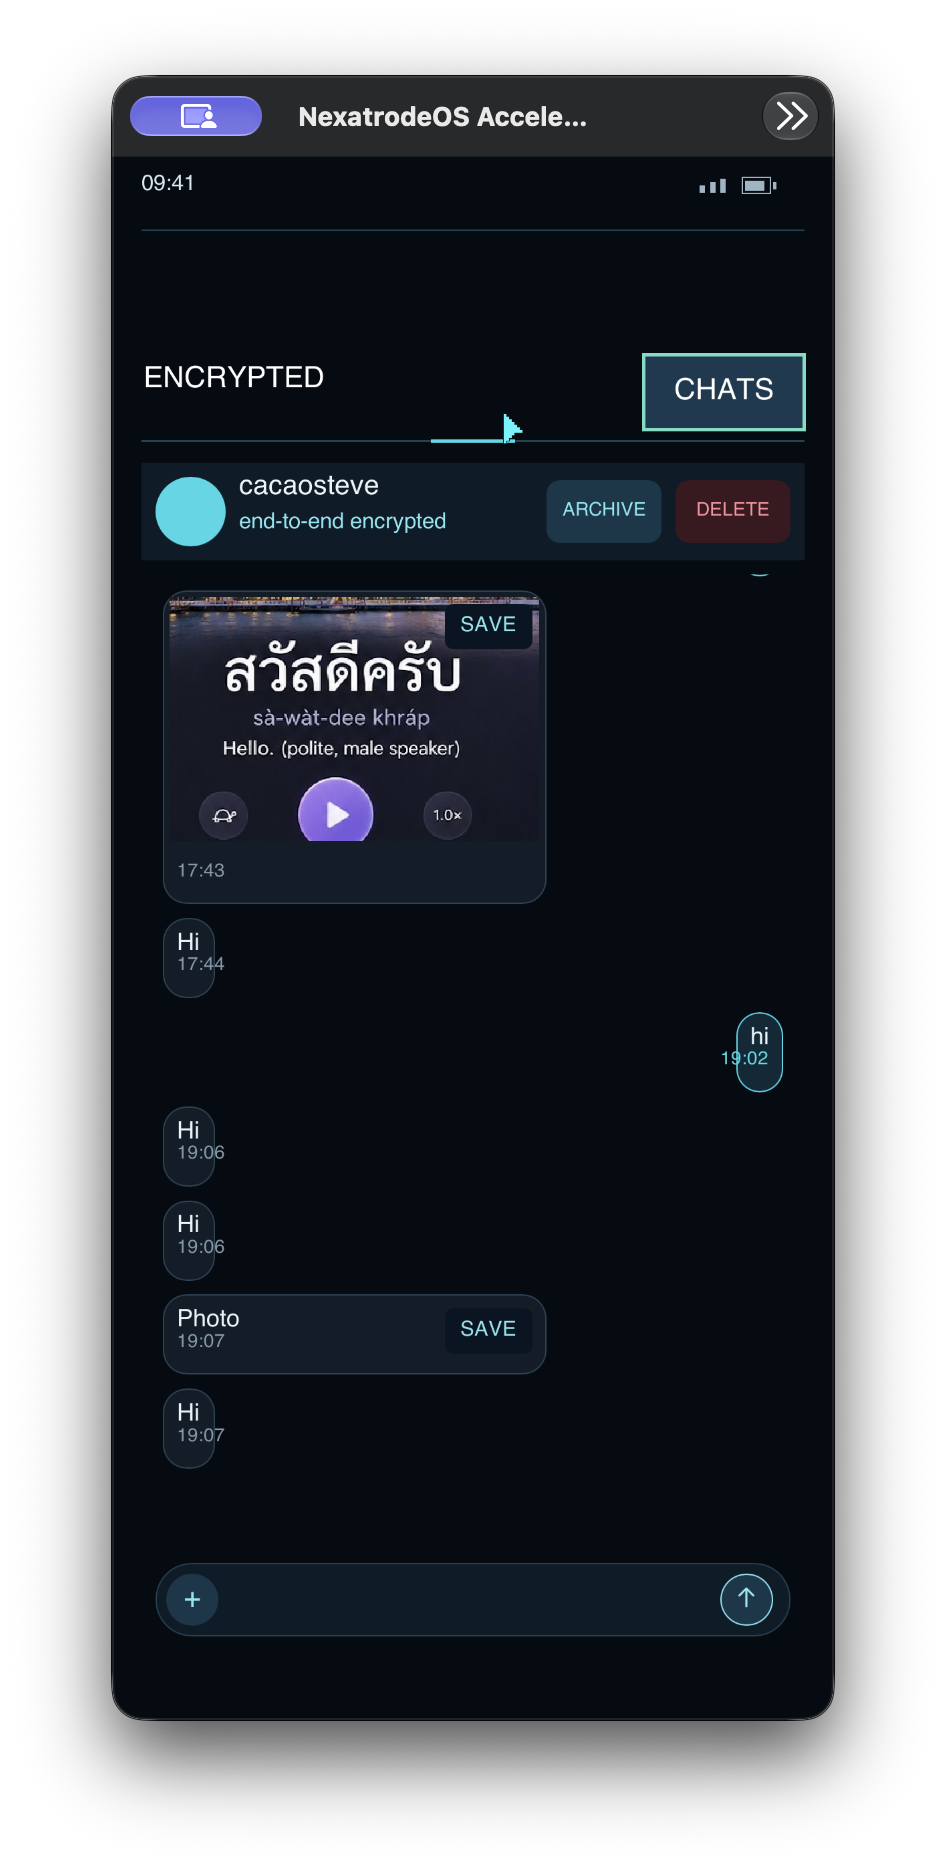 NexatrodeOS Accele...
09:41
ENCRYPTED
CHATS
cacaosteve
end-to-end encrypted
ARCHIVE
DELETE
SAVE
สวัสดีครับ
sà-wàt-dee khráp
Hello. (polite, male speaker)
1.0×
17:43
Hi
17:44
hi
19:02
Hi
19:06
Hi
19:06
Photo
19:07
SAVE
Hi
19:07